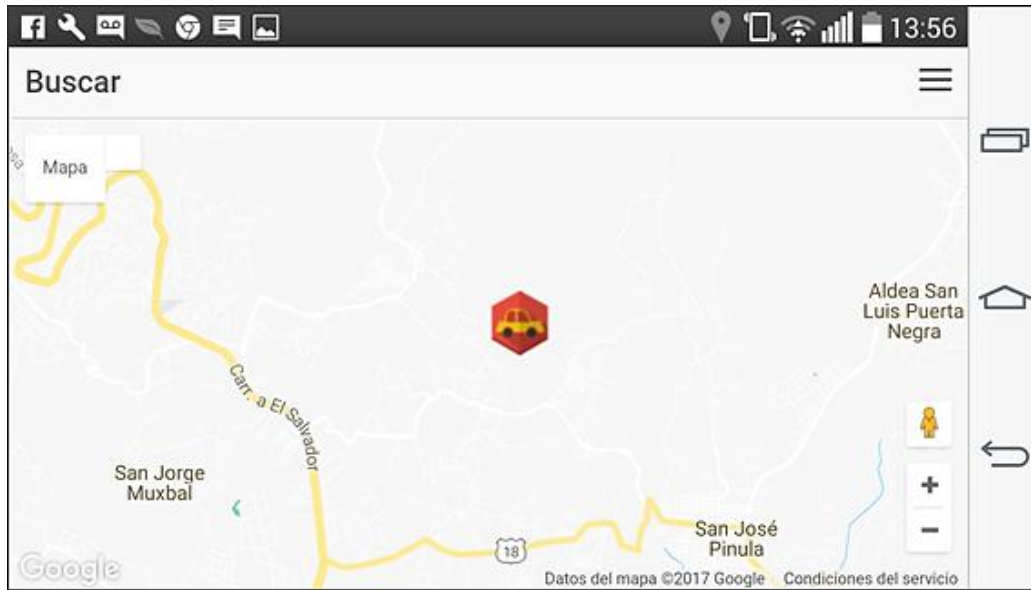 13:56
Buscar
Mapa
Aldea San
Luis Puerta
Negra
Carr. a El Salvador
San Jorge
Muxbal
San José
Pinula
18
Google
Datos del mapa ©2017 Google
Condiciones del servicio